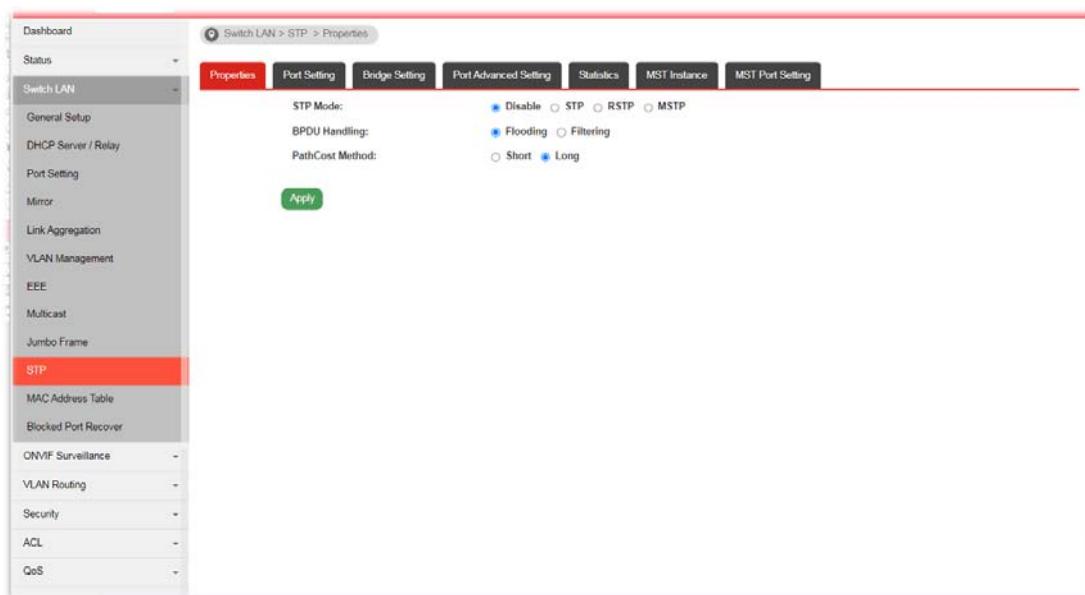 Dashboard
Switch LAN > STP > Properties
Status
Switch LAN
General Setup
DHCP Server / Relay
Port Setting
Mirror
Link Aggregation
VLAN Management
EEE
Multicast
Jumbo Frame
STP
MAC Address Table
Blocked Port Recover
ONVIF Surveillance
VLAN Routing
Security
ACL
QoS
Properties Port Setting Bridge Setting Port Advanced Setting Statistics MST Instance MST Port Setting
STP Mode: Disable STP RSTP MSTP
BPDU Handling: Flooding Filtering
PathCost Method: Short Long
Apply